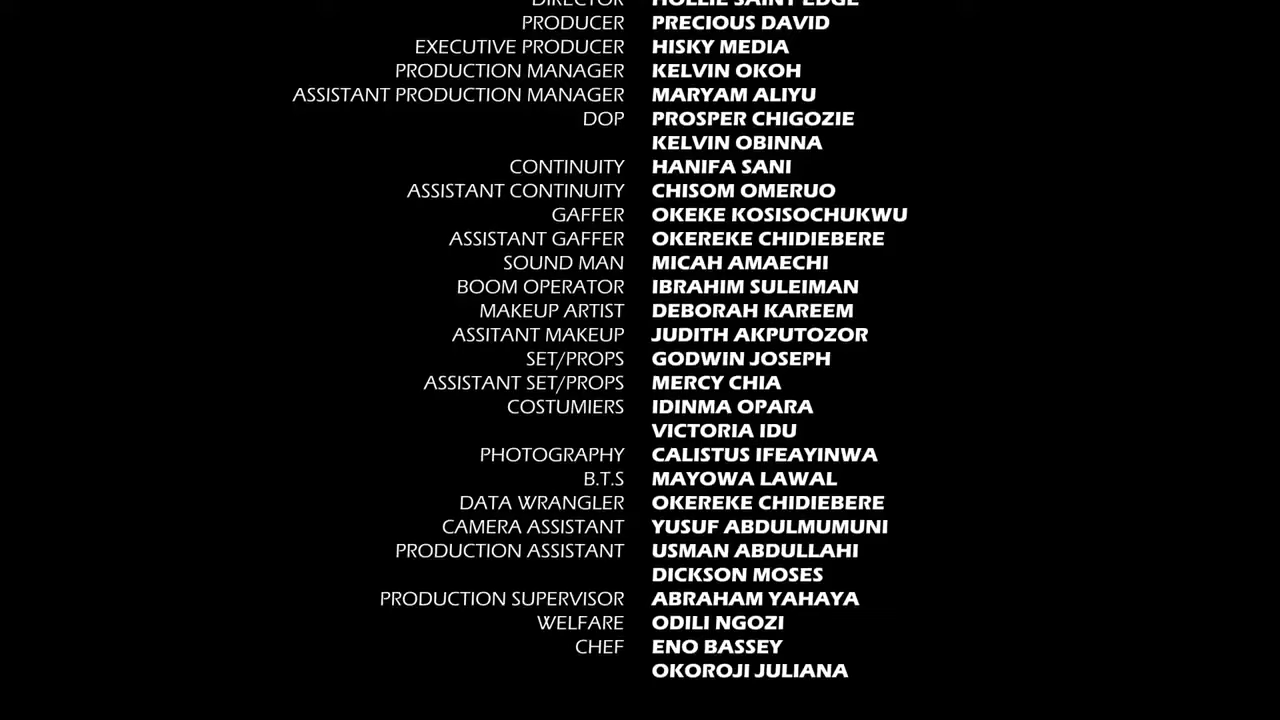 DIRECTOR HOLLIE SAINT EDGE
PRODUCER PRECIOUS DAVID
EXECUTIVE PRODUCER HISKY MEDIA
PRODUCTION MANAGER KELVIN OKOH
ASSISTANT PRODUCTION MANAGER MARYAM ALIYU
DOP PROSPER CHIGOZIE
KELVIN OBINNA
CONTINUITY HANIFA SANI
ASSISTANT CONTINUITY CHISOM OMERUO
GAFFER OKEKE KOSISOCHUKWU
ASSISTANT GAFFER OKEREKE CHIDIEBERE
SOUND MAN MICAH AMAECHI
BOOM OPERATOR IBRAHIM SULEIMAN
MAKEUP ARTIST DEBORAH KAREEM
ASSITANT MAKEUP JUDITH AKPUTOZOR
SET/PROPS GODWIN JOSEPH
ASSISTANT SET/PROPS MERCY CHIA
COSTUMIERS IDINMA OPARA
VICTORIA IDU
PHOTOGRAPHY CALISTUS IFEAYINWA
B.T.S MAYOWA LAWAL
DATA WRANGLER OKEREKE CHIDIEBERE
CAMERA ASSISTANT YUSUF ABDULMUMUNI
PRODUCTION ASSISTANT USMAN ABDULLAHI
DICKSON MOSES
PRODUCTION SUPERVISOR ABRAHAM YAHAYA
WELFARE ODILI NGOZI
CHEF ENO BASSEY
OKOROJI JULIANA